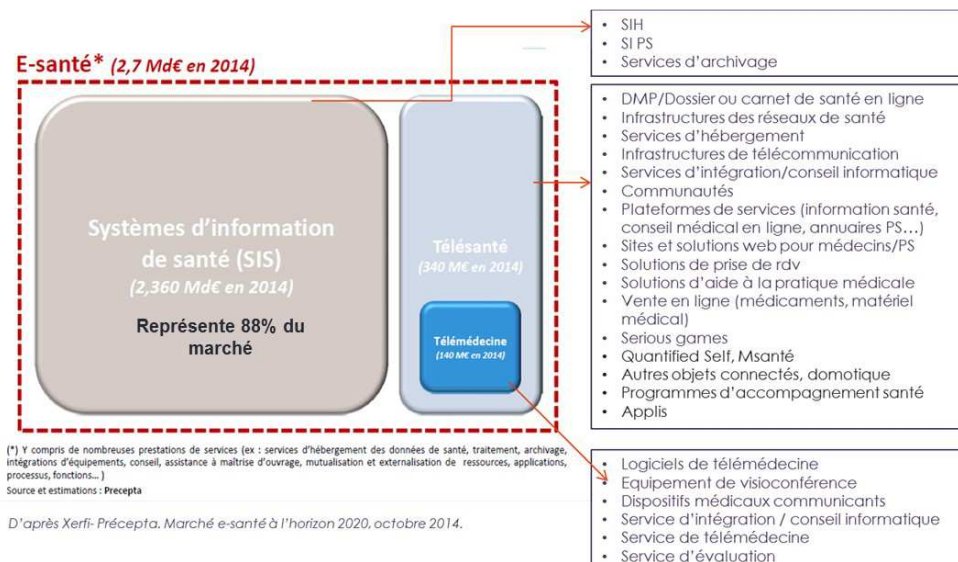 E-santé* (2,7 Md€ en 2014)
Systèmes d'information
de santé (SIS)
(2,360 Md€ en 2014)
Représente 88% du
marché
Télésanté
(340 M€ en 2014)
Télémédecine
(140 M€ en 2014)
• SIH
• SI PS
• Services d'archivage
• DMP/Dossier ou carnet de santé en ligne
• Infrastructures des réseaux de santé
• Services d'hébergement
• Infrastructures de télécommunication
• Services d'intégration/conseil informatique
• Communautés
• Plateformes de services (information santé,
conseil médical en ligne, annuaires PS…)
• Sites et solutions web pour médecins/PS
• Solutions de prise de rdv
• Solutions d'aide à la pratique médicale
• Vente en ligne (médicaments, matériel
médical)
• Serious games
• Quantified Self, Msanté
• Autres objets connectés, domotique
• Programmes d'accompagnement santé
• Applis
• Logiciels de télémédecine
• Equipement de visioconférence
• Dispositifs médicaux communicants
• Service d'intégration / conseil informatique
• Service de télémédecine
• Service d'évaluation
(*) Y compris de nombreuses prestations de services (ex : services d'hébergement des données de santé, traitement, archivage,
intégrations d'équipements, conseil, assistance à maîtrise d'ouvrage, mutualisation et externalisation de ressources, applications,
processus, fonctions… )
Source et estimations : Precepta
D'après Xerfi- Précepta. Marché e-santé à l'horizon 2020, octobre 2014.